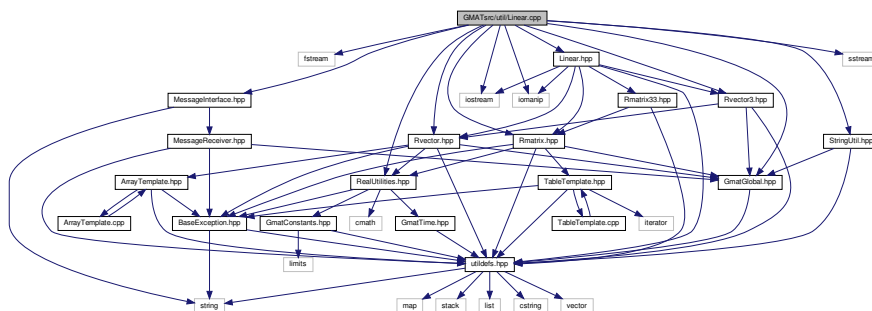 GMATsrc/util/Linear.cpp
fstream
Linear.hpp
sstream
MessageInterface.hpp
iostream
iomanip
Rmatrix33.hpp
Rvector3.hpp
MessageReceiver.hpp
Rvector.hpp
Rmatrix.hpp
StringUtil.hpp
ArrayTemplate.hpp
RealUtilities.hpp
TableTemplate.hpp
GmatGlobal.hpp
ArrayTemplate.cpp
BaseException.hpp
GmatConstants.hpp
cmath
GmatTime.hpp
TableTemplate.cpp
iterator
limits
utildefs.hpp
string
map
stack
list
cstring
vector